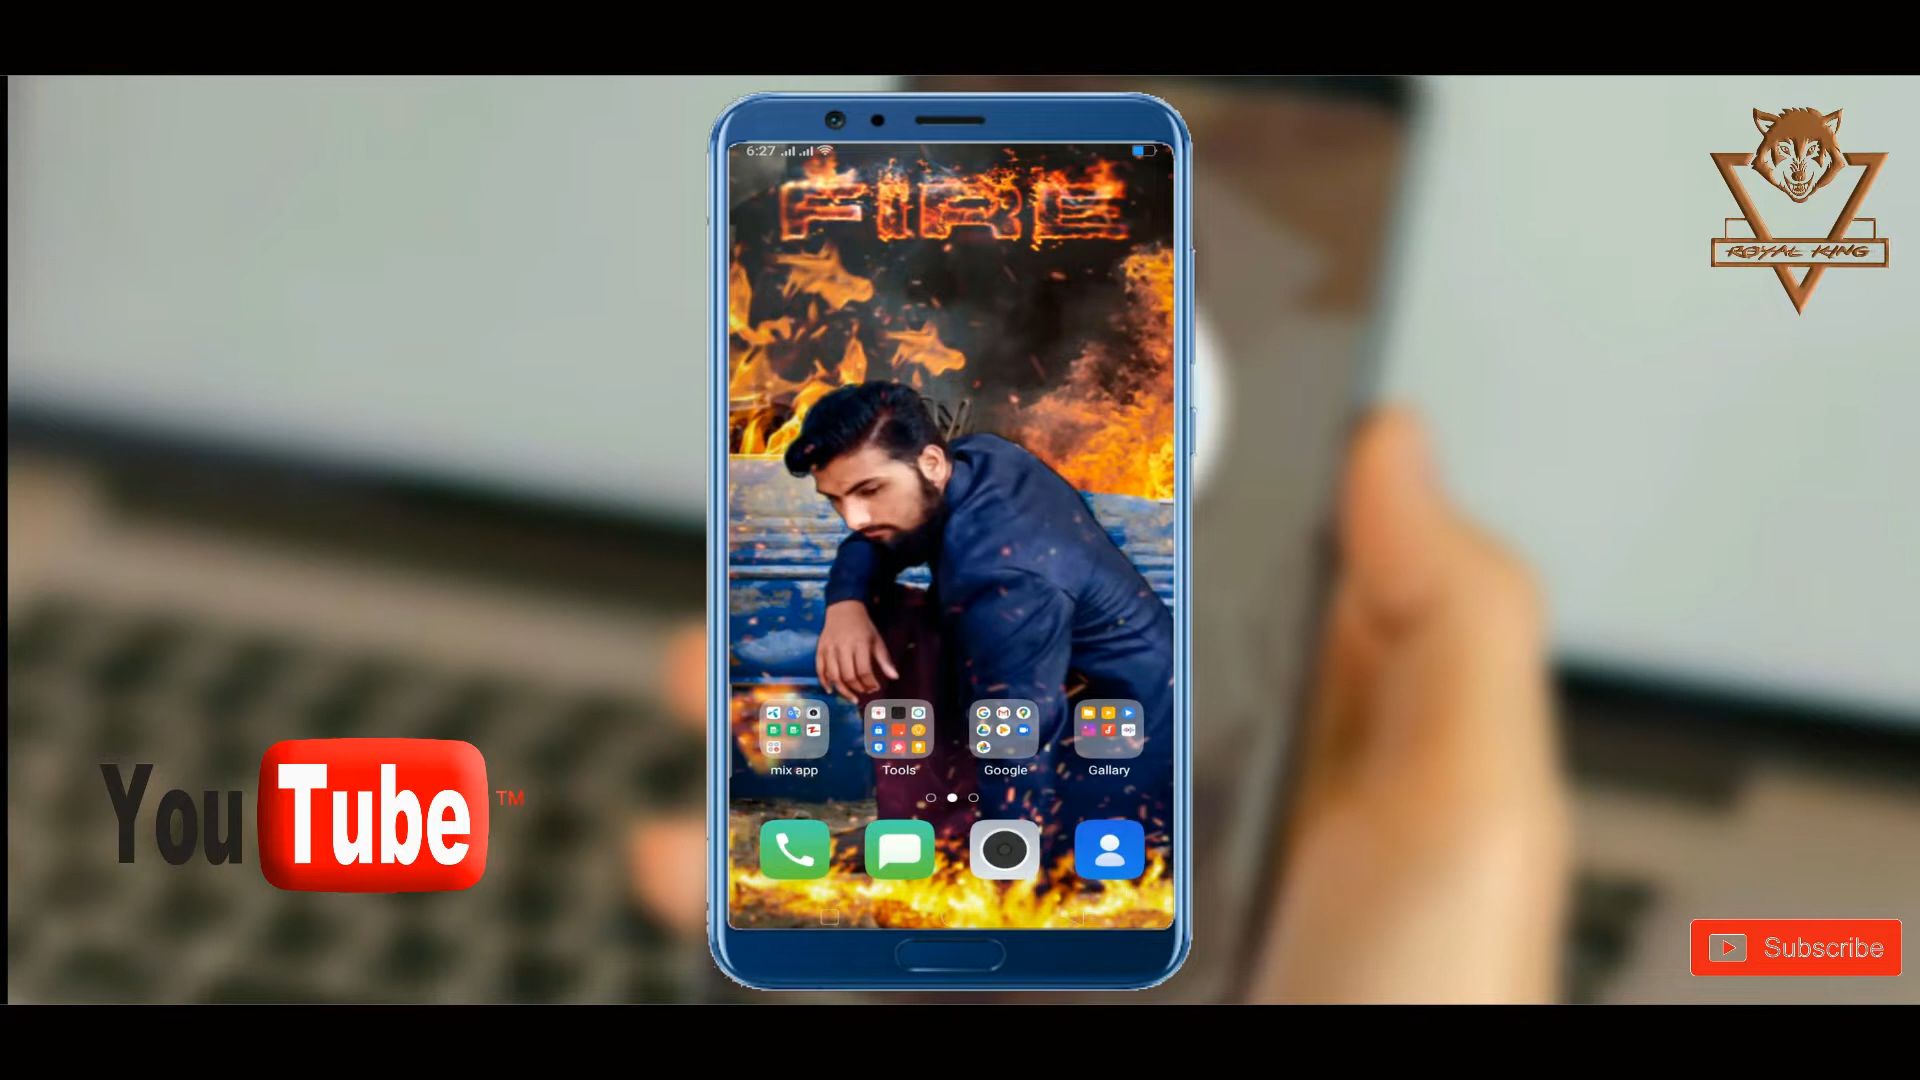 6:27
FIRE
ROYAL KING
mix app
Tools
Google
Gallary
YouTube™
Subscribe